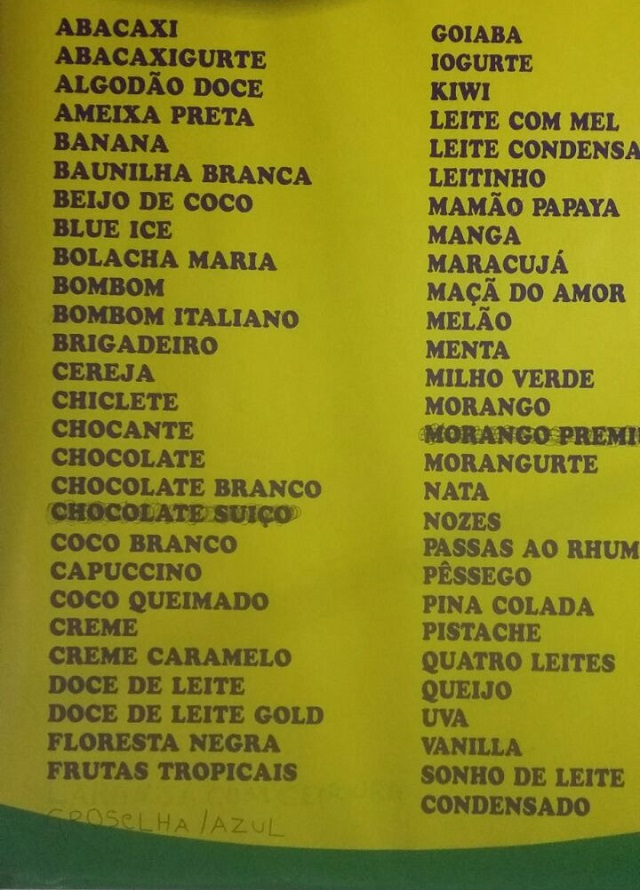 ABACAXI
ABACAXIGURTE
ALGODÃO DOCE
AMEIXA PRETA
BANANA
BAUNILHA BRANCA
BEIJO DE COCO
BLUE ICE
BOLACHA MARIA
BOMBOM
BOMBOM ITALIANO
BRIGADEIRO
CEREJA
CHICLETE
CHOCANTE
CHOCOLATE
CHOCOLATE BRANCO
CHOCOLATE SUIÇO
COCO BRANCO
CAPUCCINO
COCO QUEIMADO
CREME
CREME CARAMELO
DOCE DE LEITE
DOCE DE LEITE GOLD
FLORESTA NEGRA
FRUTAS TROPICAIS
GROSELHA / AZUL
GOIABA
IOGURTE
KIWI
LEITE COM MEL
LEITE CONDENSA
LEITINHO
MAMÃO PAPAYA
MANGA
MARACUJÁ
MAÇÃ DO AMOR
MELÃO
MENTA
MILHO VERDE
MORANGO
MORANGO PREMI
MORANGURTE
NATA
NOZES
PASSAS AO RHUM
PÊSSEGO
PINA COLADA
PISTACHE
QUATRO LEITES
QUEIJO
UVA
VANILLA
SONHO DE LEITE
CONDENSADO